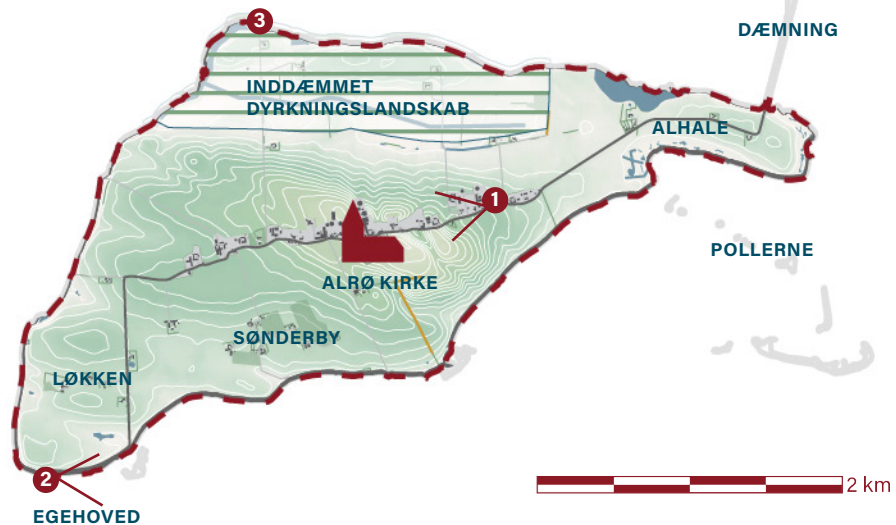 3
DÆMNING
INDDÆMMET
DYRKNINGSLANDSKAB
ALHALE
1
POLLERNE
ALRØ KIRKE
SØNDERBY
LØKKEN
2
2 km
EGEHOVED